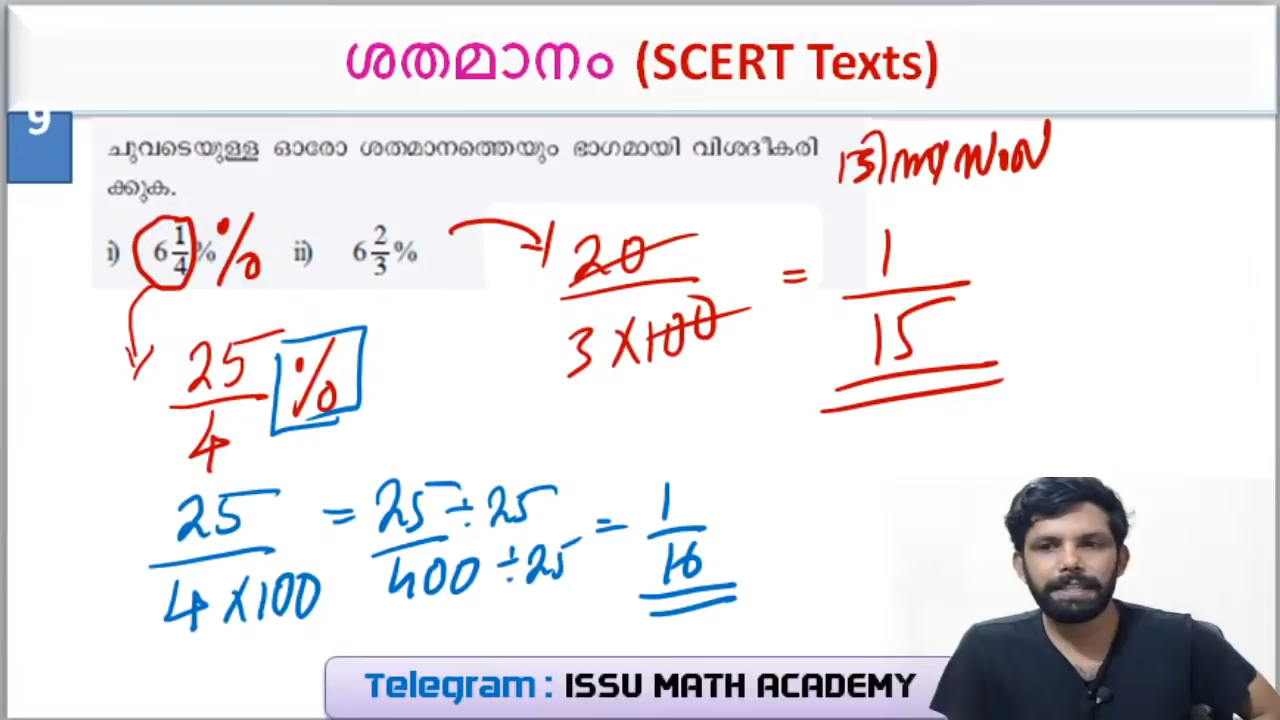 ശതമാനം (SCERT Texts)
9
ചുവടെയുള്ള ഓരോ ശതമാനത്തെയും ഭാഗമായി വിശദീകരി
ക്കുക.
i) 6 1/4 % % ii) 6 2/3 %
20 / 3 × 100 = 1 / 15
25 / 4 %
25 / 4 × 100 = 25 ÷ 25 / 400 ÷ 25 = 1 / 16
Telegram : ISSU MATH ACADEMY